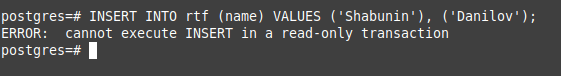 postgres=# INSERT INTO rtf (name) VALUES ('Shabunin'), ('Danilov');
ERROR:  cannot execute INSERT in a read-only transaction
postgres=#